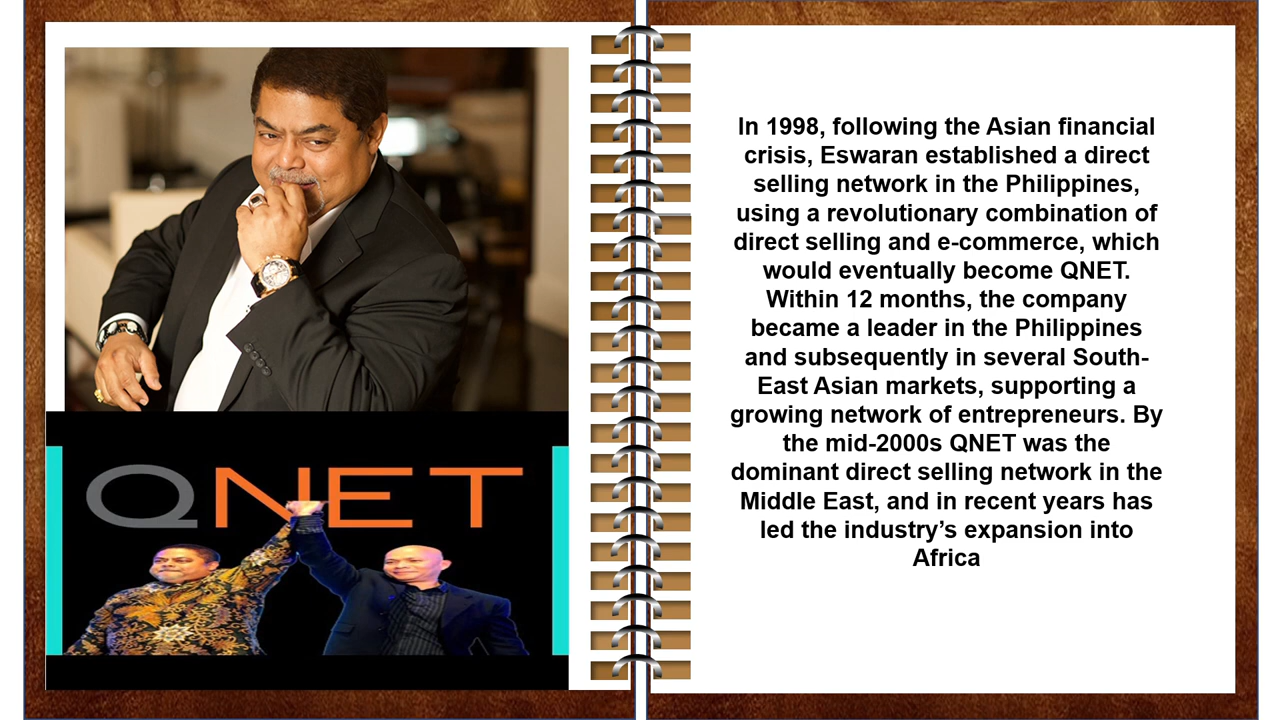 QNET
In 1998, following the Asian financial
crisis, Eswaran established a direct
selling network in the Philippines,
using a revolutionary combination of
direct selling and e-commerce, which
would eventually become QNET.
Within 12 months, the company
became a leader in the Philippines
and subsequently in several South-
East Asian markets, supporting a
growing network of entrepreneurs. By
the mid-2000s QNET was the
dominant direct selling network in the
Middle East, and in recent years has
led the industry’s expansion into
Africa